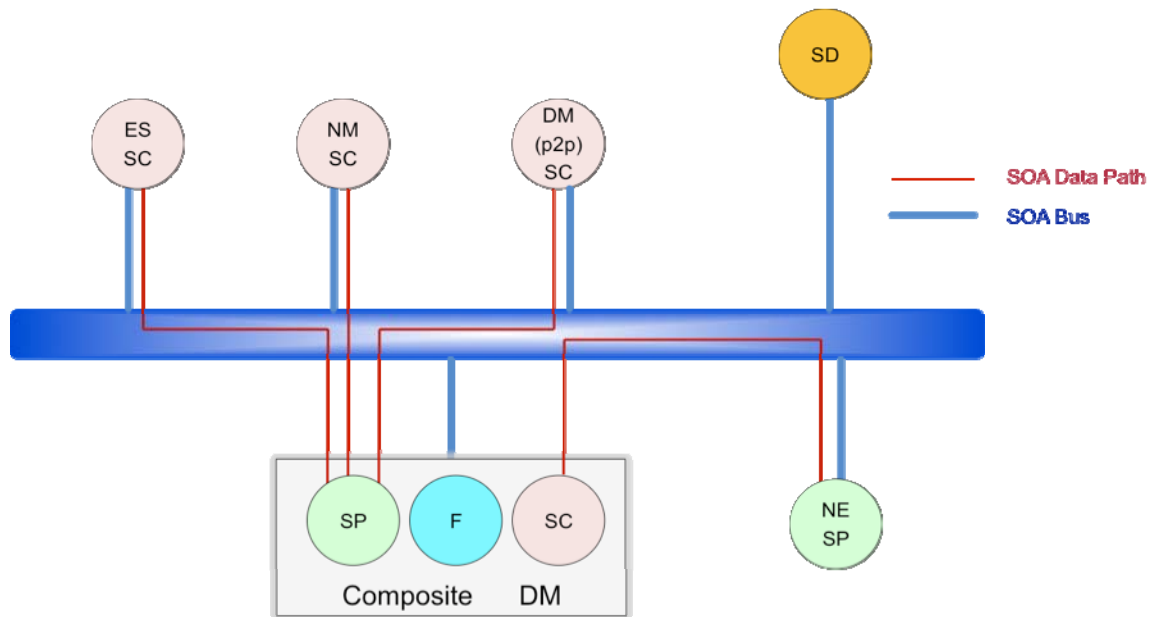 SD
ES
SC
NM
SC
DM
(p2p)
SC
SOA Data Path
SOA Bus
SP
F
SC
NE
SP
Composite DM